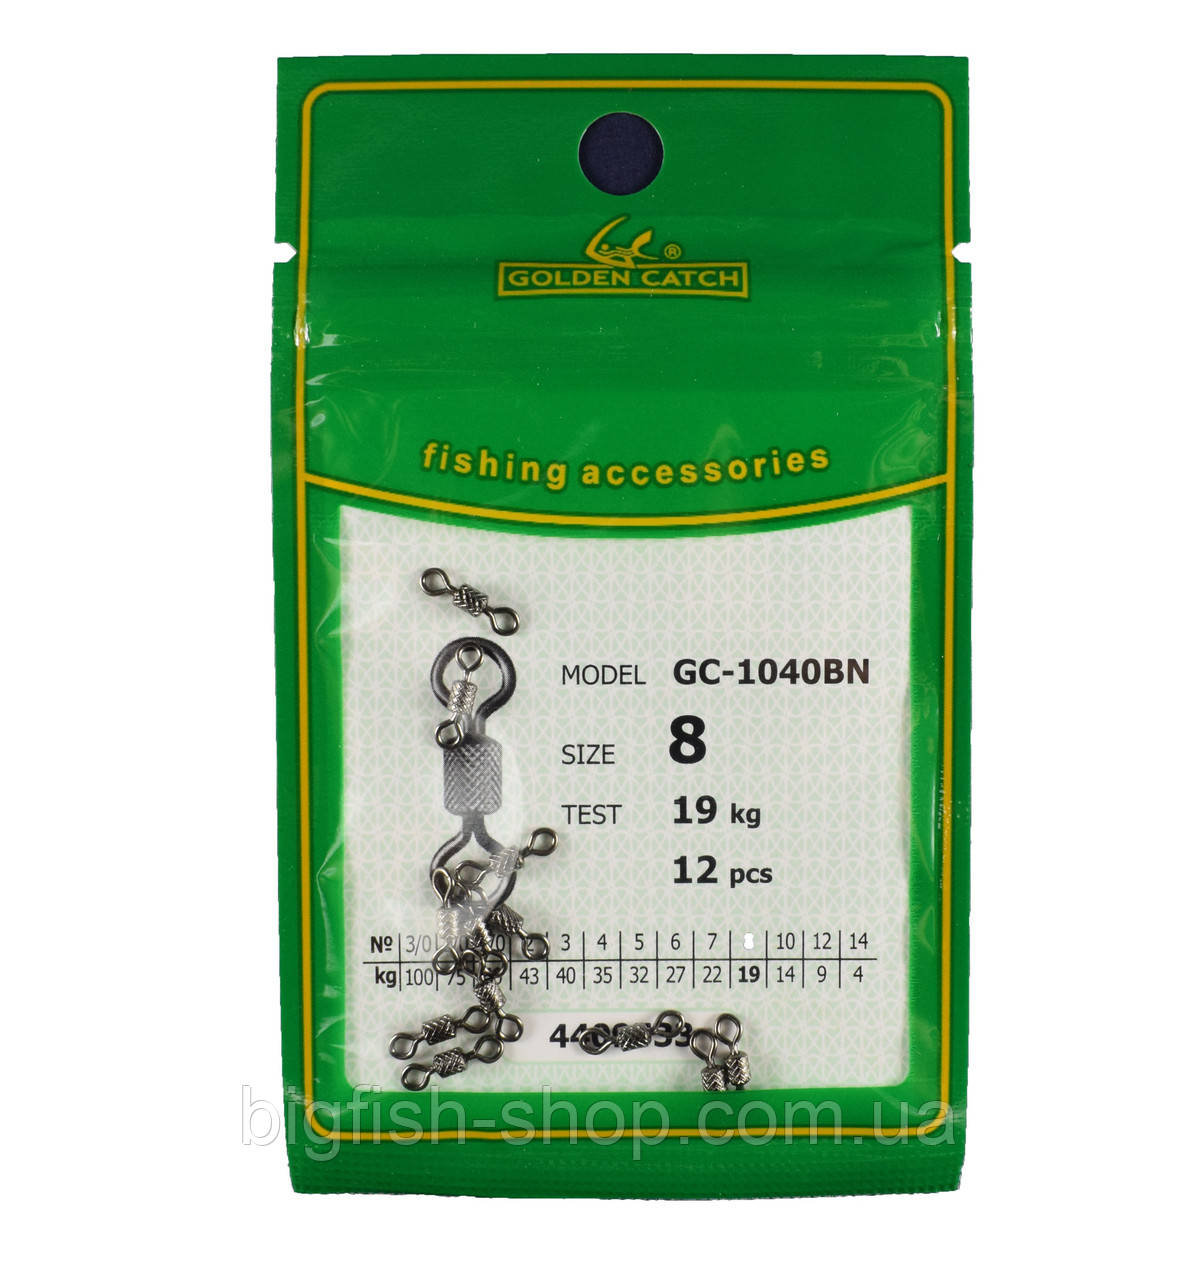 ®
GOLDEN CATCH
fishing accessories
MODEL GC-1040BN
SIZE 8
TEST 19 kg
12 pcs
№ 3/0 2 3 4 5 6 7 8 10 12 14
kg 100 75 43 40 35 32 27 22 19 14 9 4
bigfish-shop.com.ua